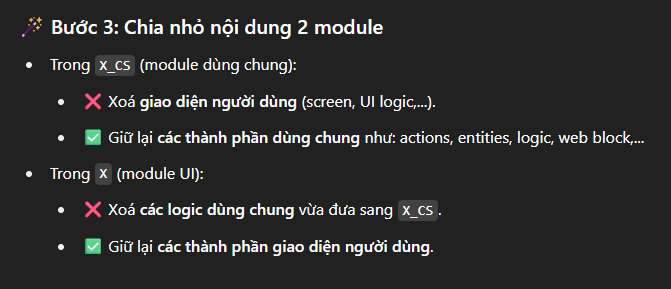 🪄 Bước 3: Chia nhỏ nội dung 2 module
• Trong X_CS (module dùng chung):
• ❌ Xoá giao diện người dùng (screen, UI logic,...).
• ✅ Giữ lại các thành phần dùng chung như: actions, entities, logic, web block,...
• Trong X (module UI):
• ❌ Xoá các logic dùng chung vừa đưa sang X_CS.
• ✅ Giữ lại các thành phần giao diện người dùng.